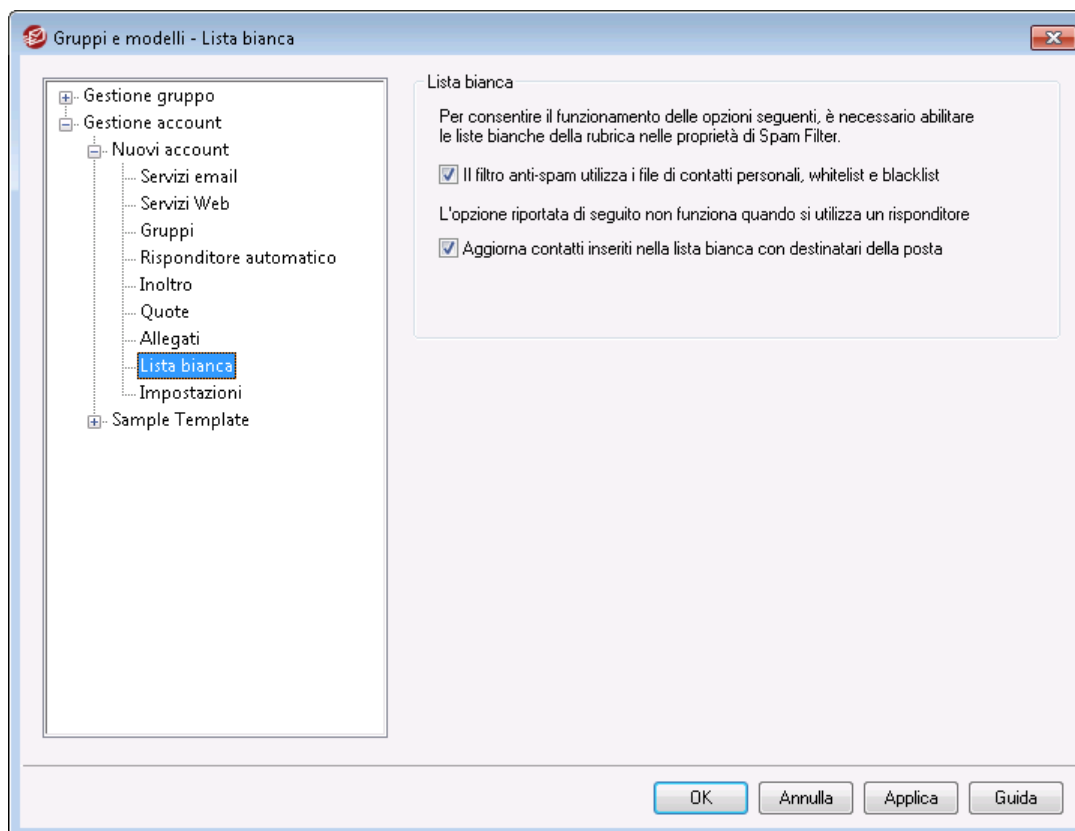 Gruppi e modelli - Lista bianca
Gestione gruppo
Gestione account
Nuovi account
Servizi email
Servizi Web
Gruppi
Risponditore automatico
Inoltro
Quote
Allegati
Lista bianca
Impostazioni
Sample Template
Lista bianca
Per consentire il funzionamento delle opzioni seguenti, è necessario abilitare
le liste bianche della rubrica nelle proprietà di Spam Filter.
Il filtro anti-spam utilizza i file di contatti personali, whitelist e blacklist
L'opzione riportata di seguito non funziona quando si utilizza un risponditore
Aggiorna contatti inseriti nella lista bianca con destinatari della posta
OK
Annulla
Applica
Guida